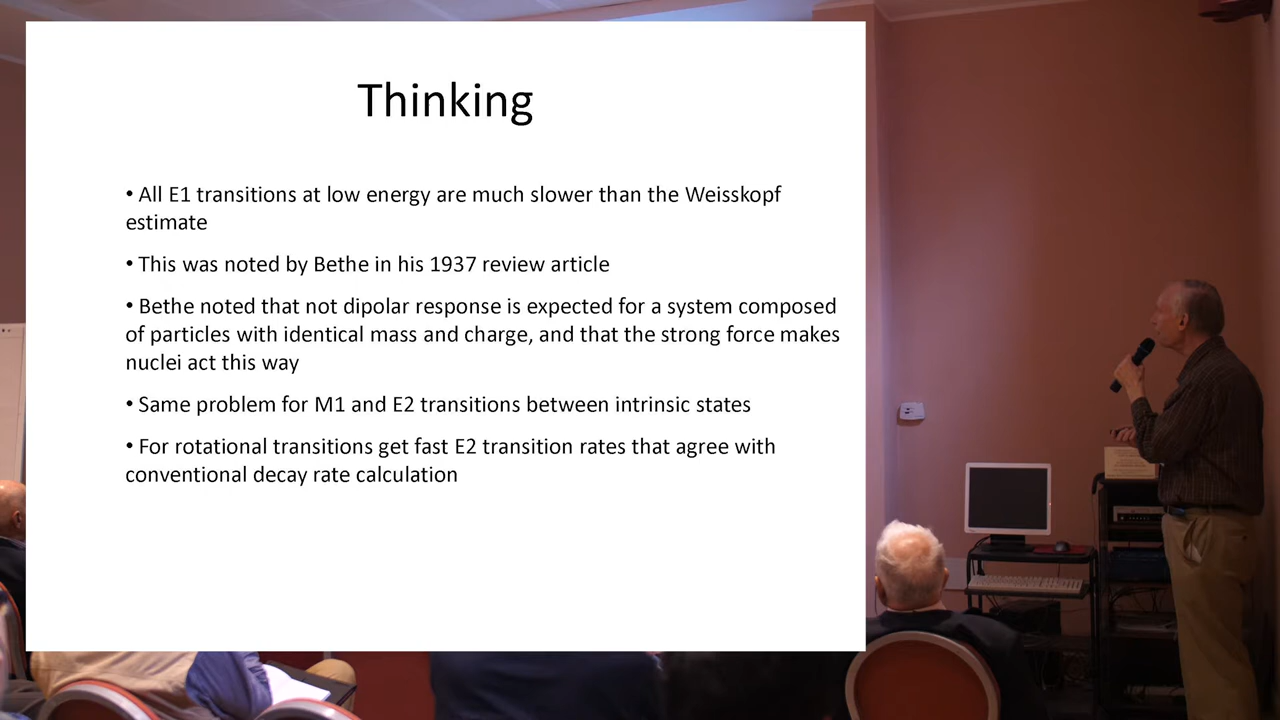 Thinking
• All E1 transitions at low energy are much slower than the Weisskopf
estimate
• This was noted by Bethe in his 1937 review article
• Bethe noted that not dipolar response is expected for a system composed
of particles with identical mass and charge, and that the strong force makes
nuclei act this way
• Same problem for M1 and E2 transitions between intrinsic states
• For rotational transitions get fast E2 transition rates that agree with
conventional decay rate calculation